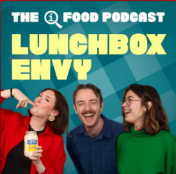 THE i FOOD PODCAST
LUNCHBOX
ENVY